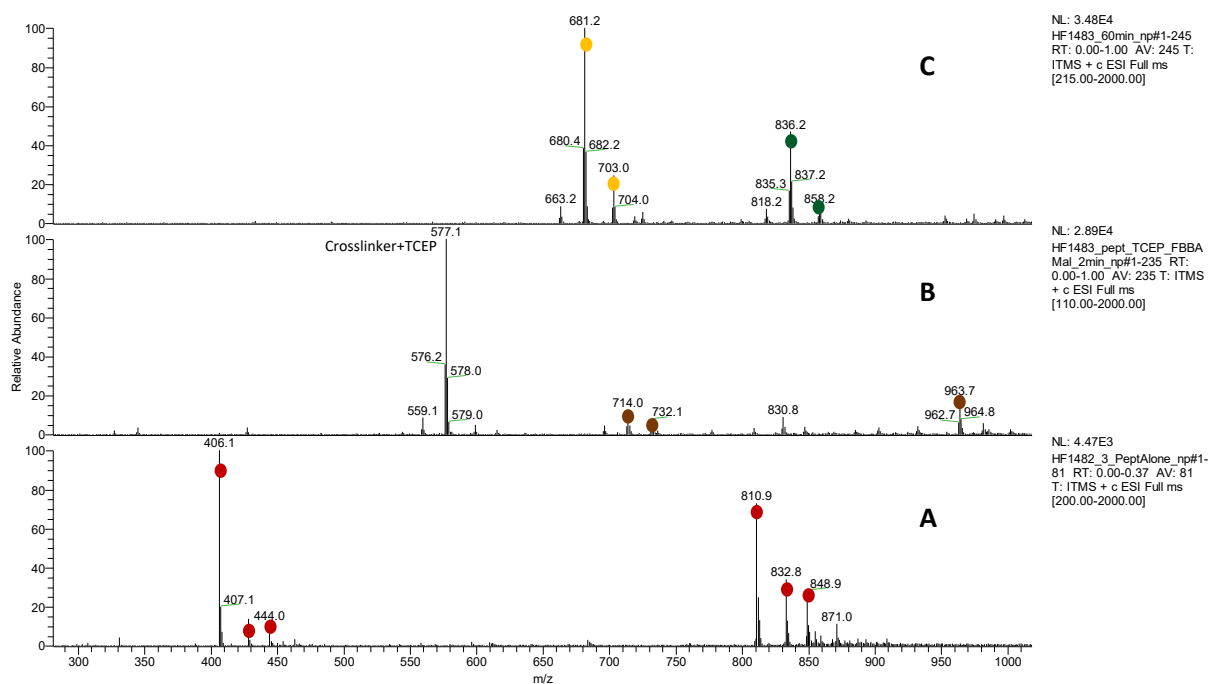 NL: 3.48E4
HF1483_60min_np#1-245
RT: 0.00-1.00 AV: 245 T:
ITMS + c ESI Full ms
[215.00-2000.00]
C
681.2
680.4
682.2
663.2
703.0
704.0
836.2
835.3
837.2
818.2
858.2
100
80
60
40
20
0
NL: 2.89E4
HF1483_pept_TCEP_FBBA
Mal_2min_np#1-235 RT:
0.00-1.00 AV: 235 T: ITMS
+ c ESI Full ms
[110.00-2000.00]
B
Crosslinker+TCEP
577.1
576.2
578.0
559.1
579.0
714.0
732.1
830.8
963.7
962.7
964.8
100
80
60
40
20
0
Relative Abundance
NL: 4.47E3
HF1482_3_PeptAlone_np#1-
81 RT: 0.00-0.37 AV: 81
T: ITMS + c ESI Full ms
[200.00-2000.00]
A
406.1
407.1
444.0
810.9
832.8
848.9
871.0
100
80
60
40
20
0
300 350 400 450 500 550 600 650 700 750 800 850 900 950 1000
m/z